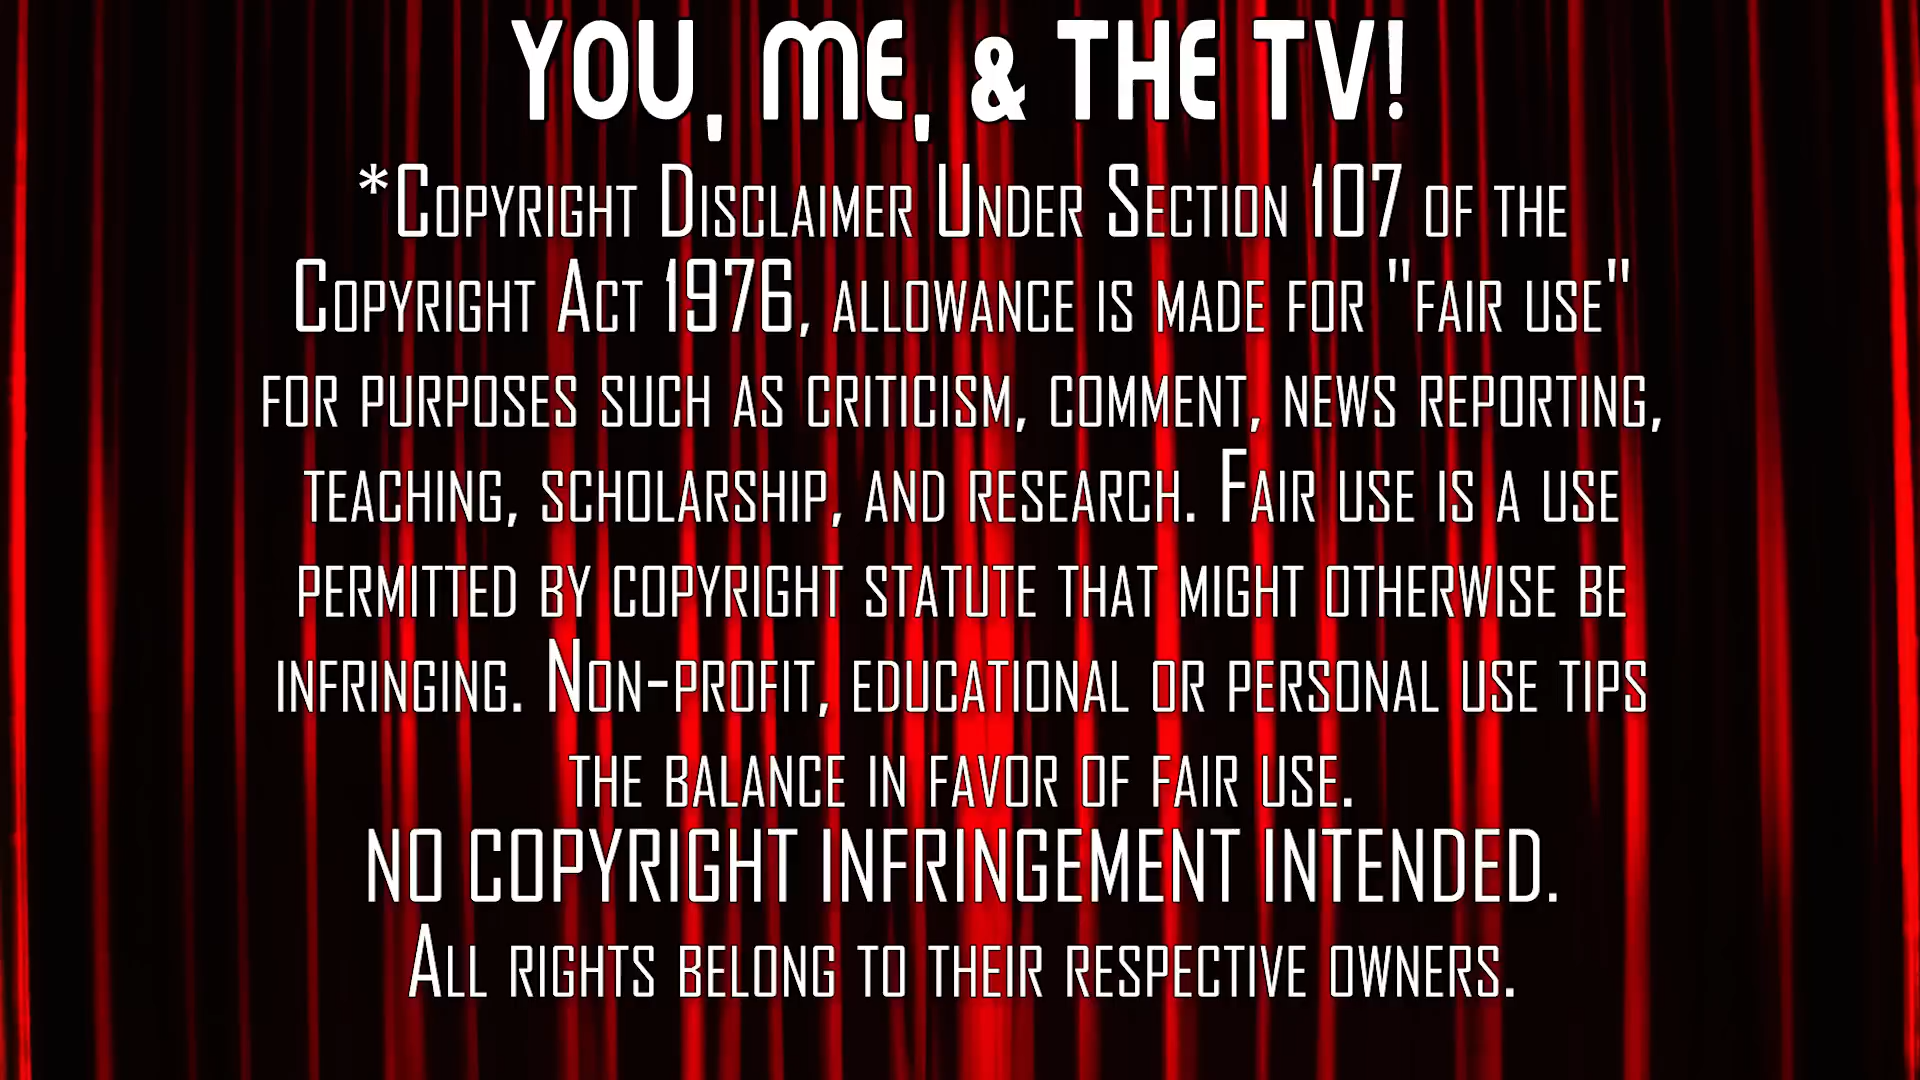 YOU, ME, & THE TV!
*Copyright Disclaimer Under Section 107 of the
Copyright Act 1976, allowance is made for "fair use"
for purposes such as criticism, comment, news reporting,
teaching, scholarship, and research. Fair use is a use
permitted by copyright statute that might otherwise be
infringing. Non-profit, educational or personal use tips
the balance in favor of fair use.
NO COPYRIGHT INFRINGEMENT INTENDED.
All rights belong to their respective owners.